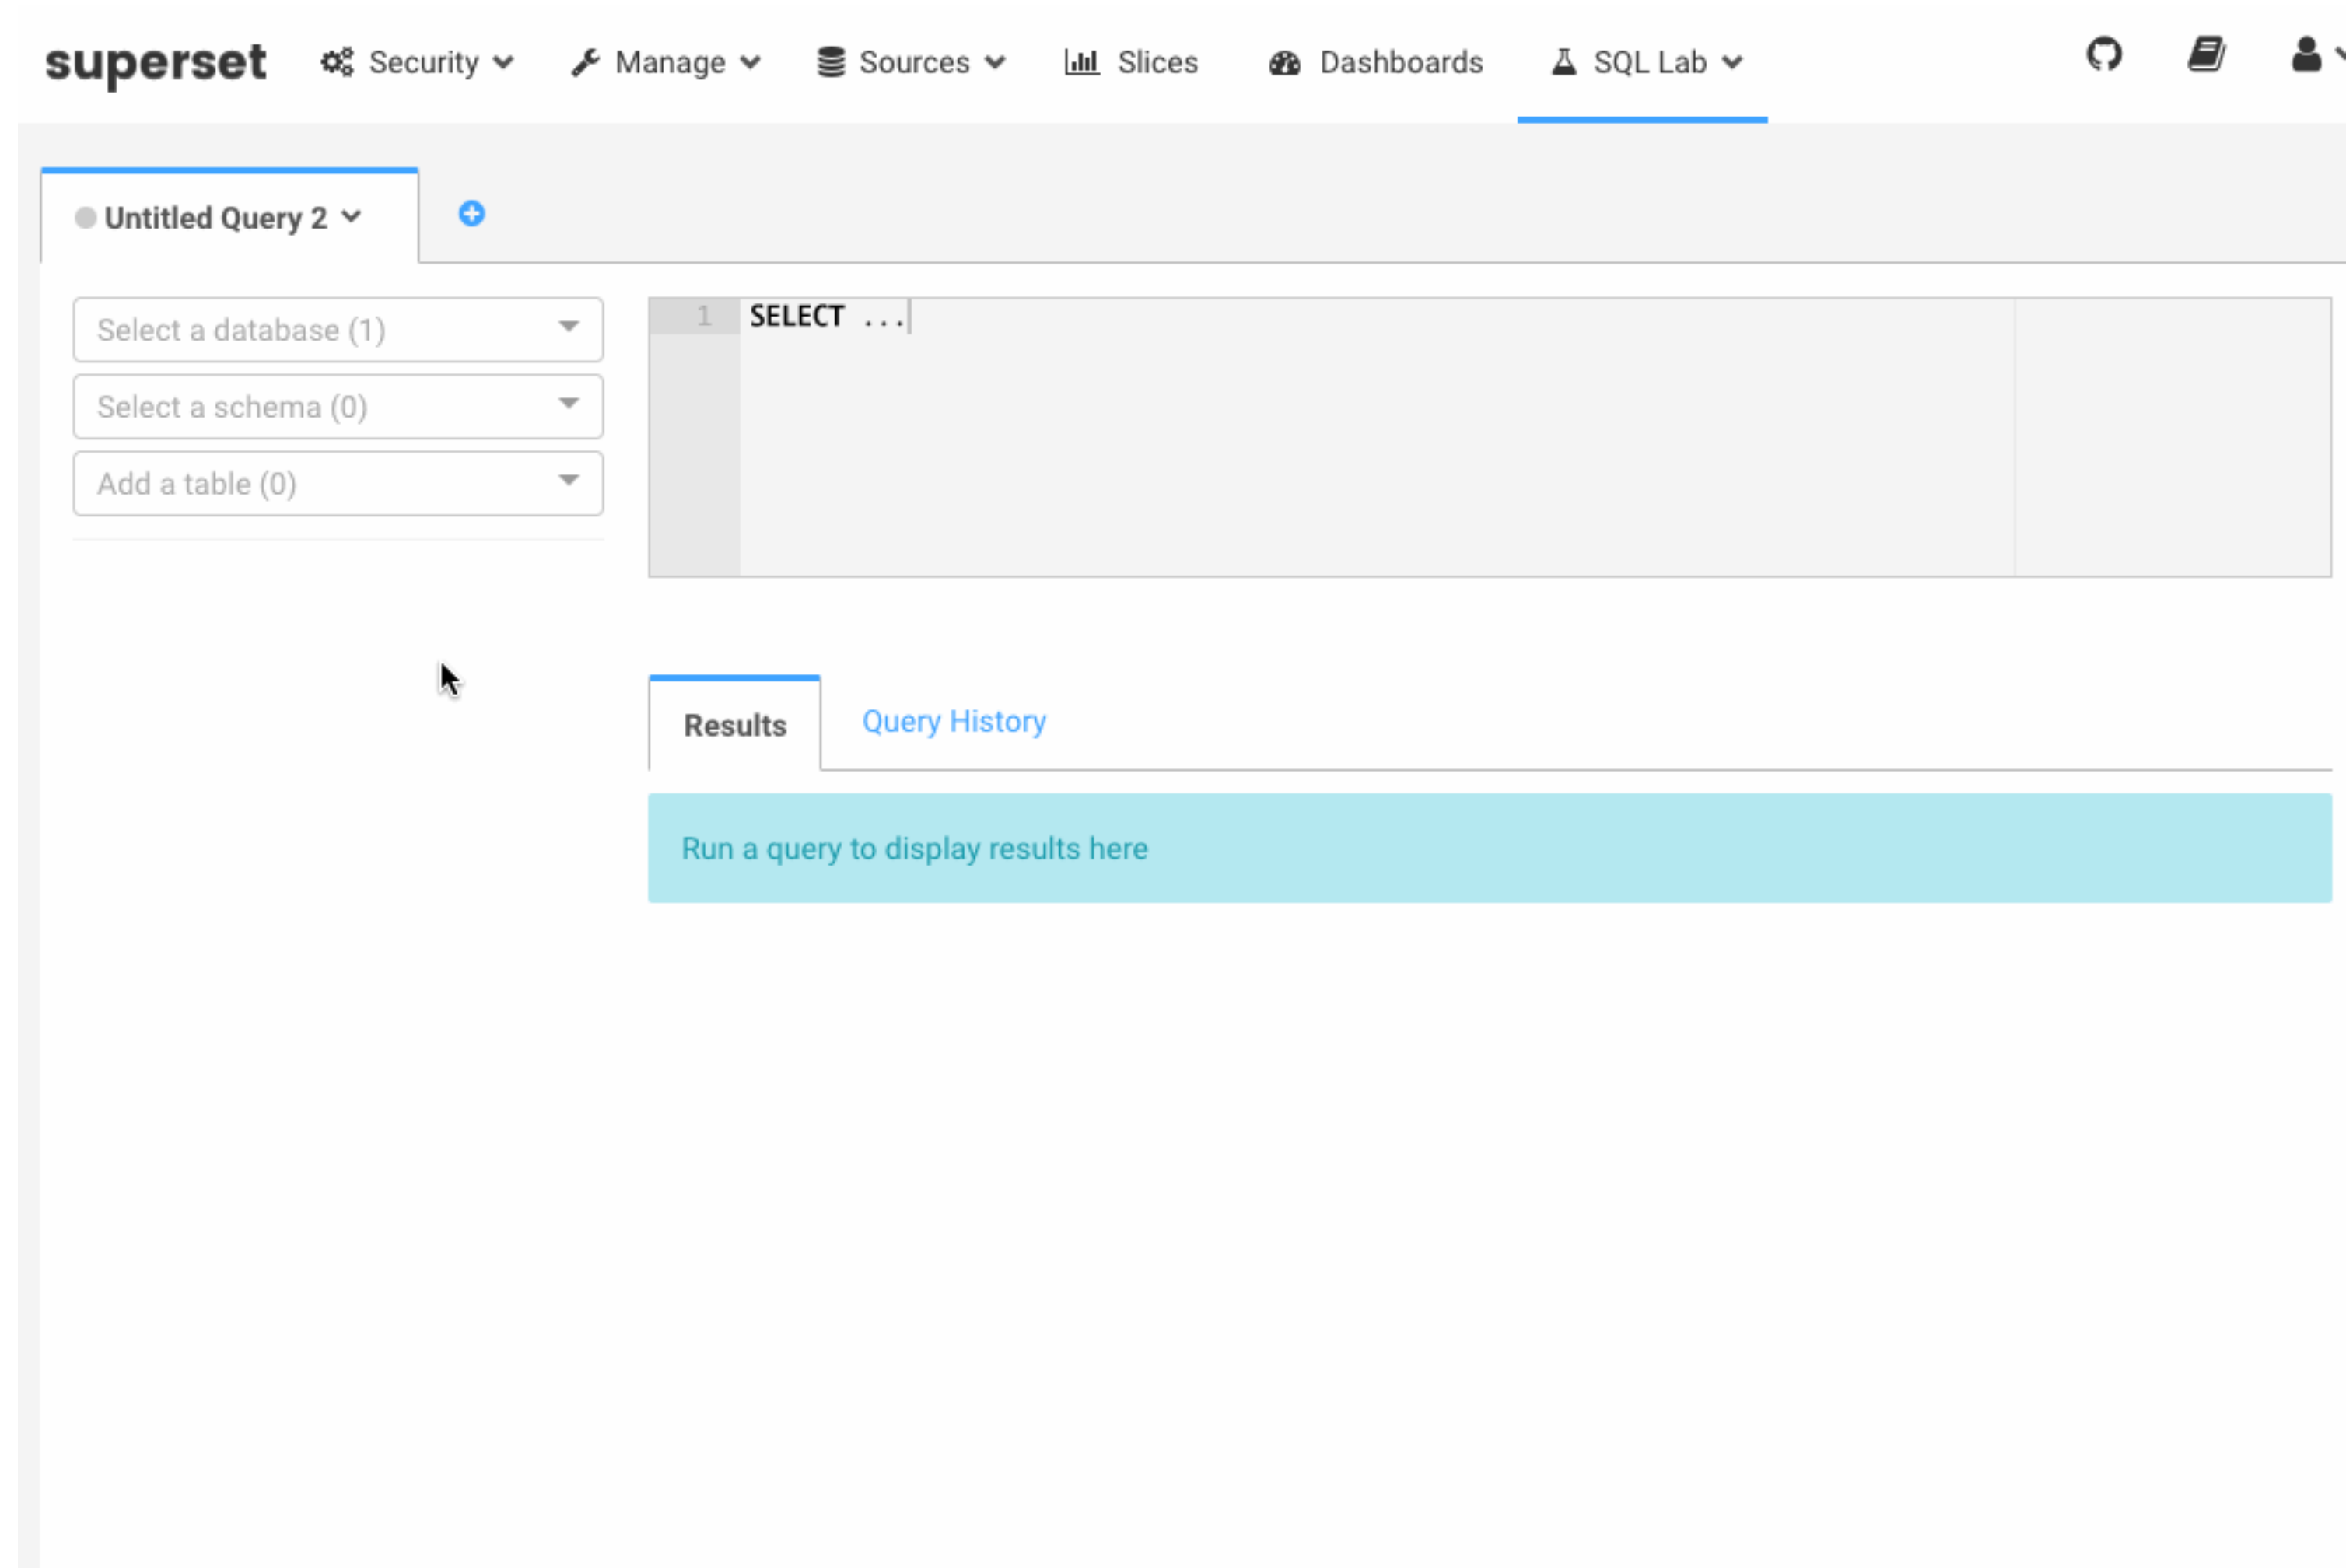 superset Security Manage Sources Slices Dashboards SQL Lab
Untitled Query 2
Select a database (1)
Select a schema (0)
Add a table (0)
1 SELECT ...
Results Query History
Run a query to display results here